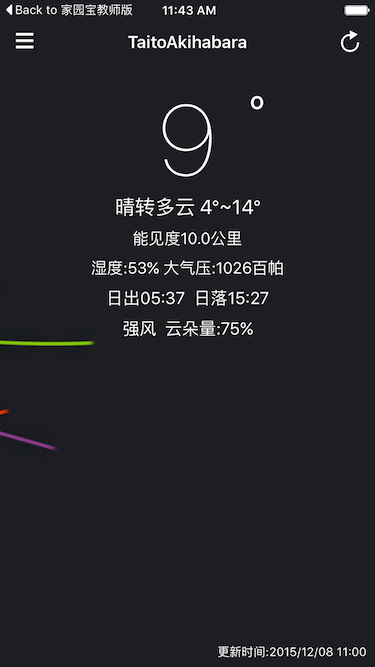 Back to 家园宝教师版 11:43 AM
TaitoAkihabara
9°
晴转多云 4°~14°
能见度10.0公里
湿度:53% 大气压:1026百帕
日出05:37 日落15:27
强风 云朵量:75%
更新时间:2015/12/08 11:00